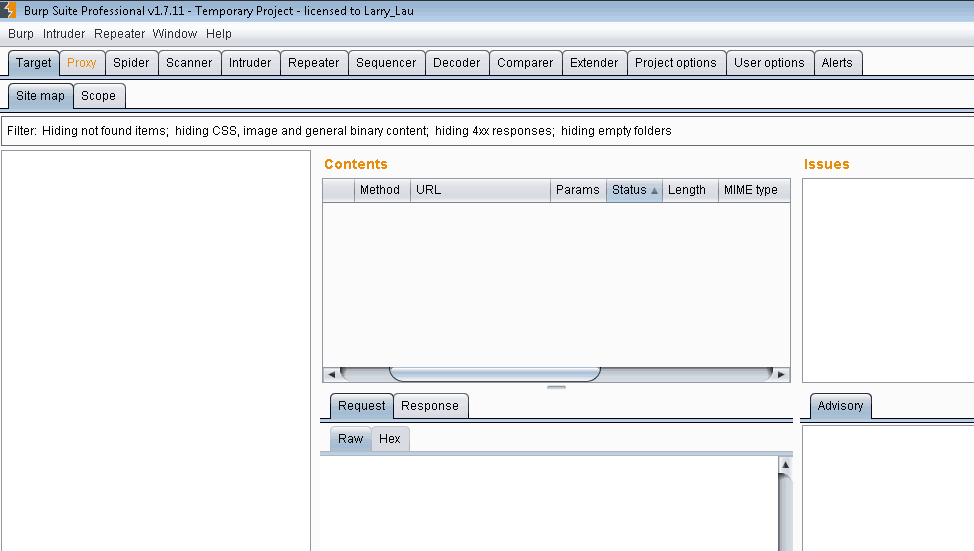 Burp Suite Professional v1.7.11 - Temporary Project - licensed to Larry_Lau
Burp Intruder Repeater Window Help
Target Proxy Spider Scanner Intruder Repeater Sequencer Decoder Comparer Extender Project options User options Alerts
Site map Scope
Filter: Hiding not found items; hiding CSS, image and general binary content; hiding 4xx responses; hiding empty folders
Contents Issues
Method URL Params Status Length MIME type
Request Response Advisory
Raw Hex